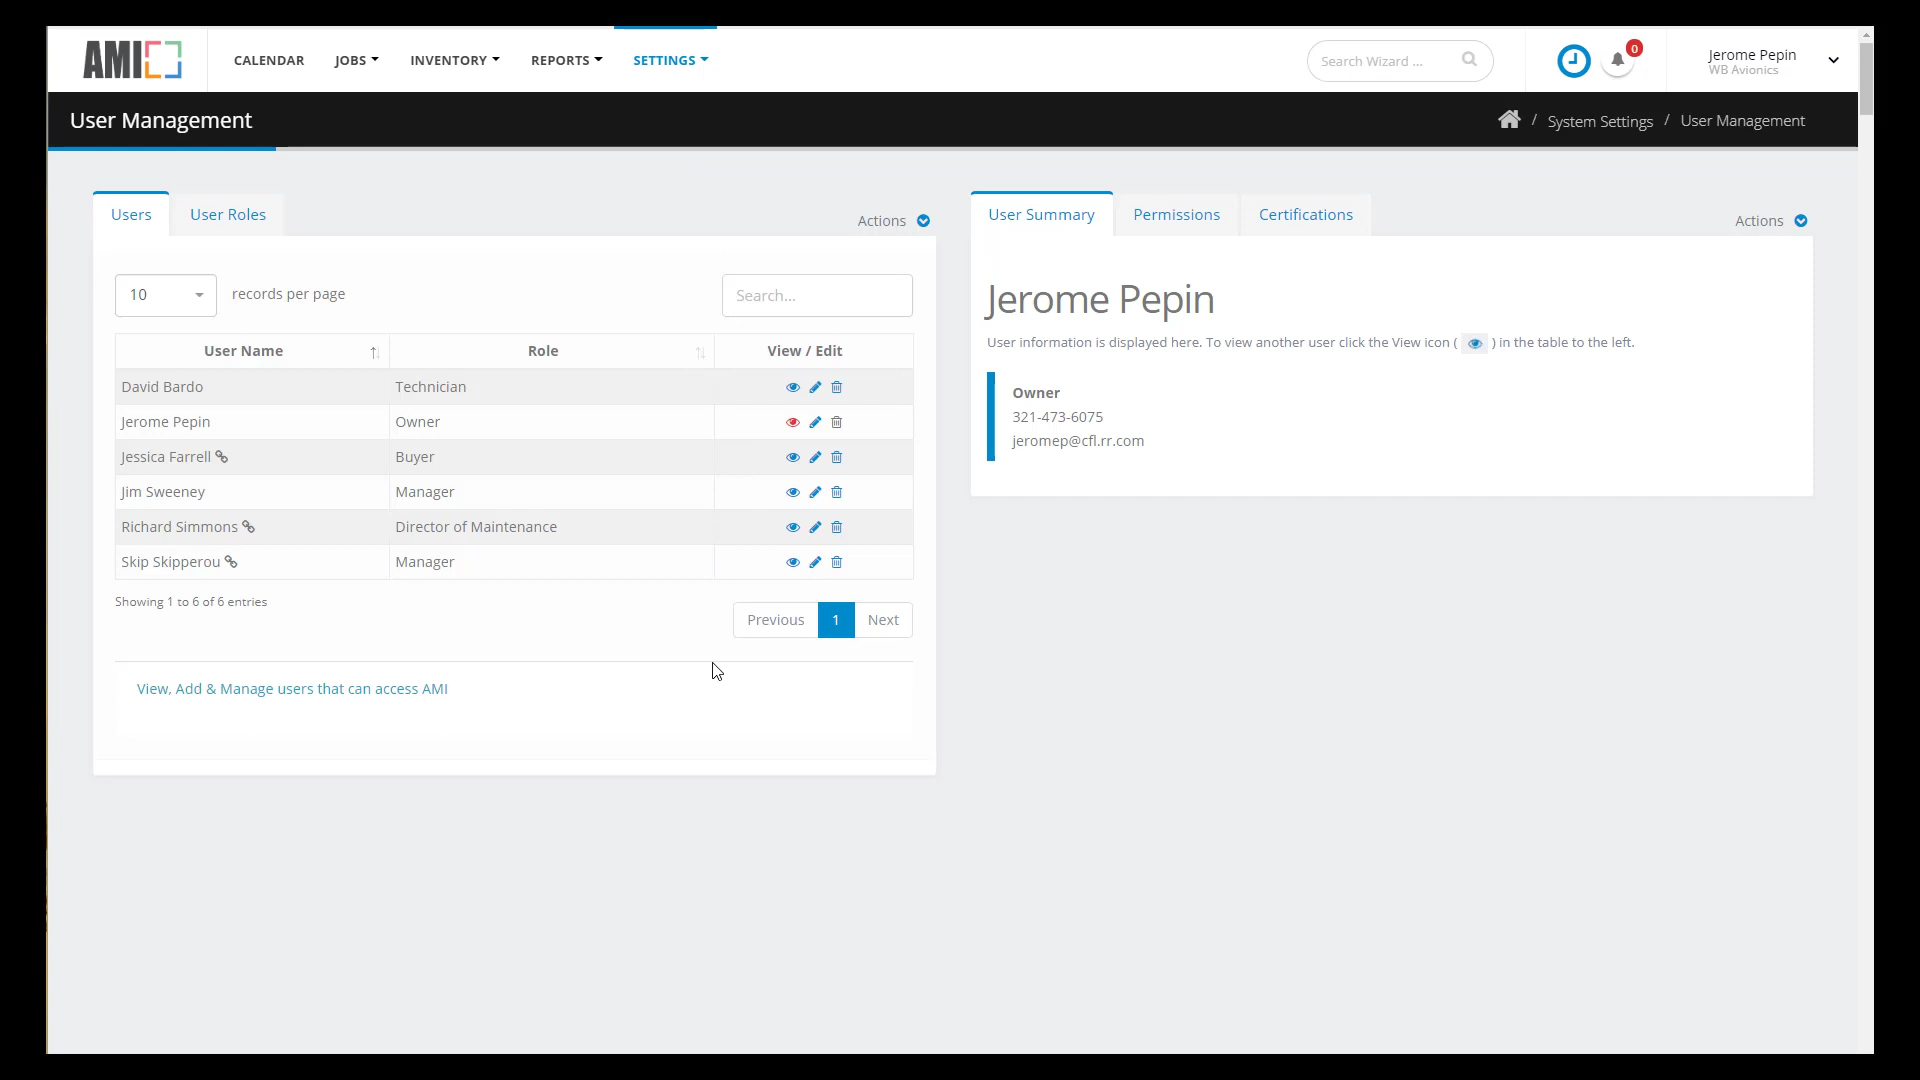 AMI
CALENDAR JOBS INVENTORY REPORTS SETTINGS
Search Wizard ...
0
Jerome Pepin
WB Avionics
User Management
/ System Settings / User Management
Users User Roles
Actions
10 records per page
Search...
User Name Role View / Edit
David Bardo Technician
Jerome Pepin Owner
Jessica Farrell Buyer
Jim Sweeney Manager
Richard Simmons Director of Maintenance
Skip Skipperou Manager
Showing 1 to 6 of 6 entries
Previous 1 Next
View, Add & Manage users that can access AMI
User Summary Permissions Certifications
Actions
Jerome Pepin
User information is displayed here. To view another user click the View icon ( ) in the table to the left.
Owner
321-473-6075
jeromep@cfl.rr.com